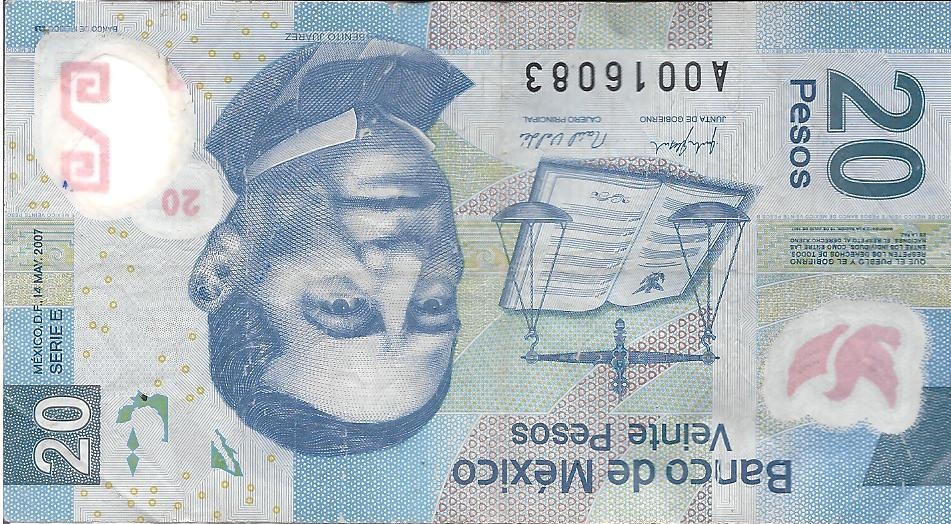 Banco de México
Veinte Pesos
20
MÉXICO, D.F., 14 MAY. 2007
SERIE E
QUE EL PUEBLO Y EL GOBIERNO
RESPETEN LOS DERECHOS DE TODOS.
ENTRE LOS INDIVIDUOS, COMO ENTRE LAS
NACIONES, EL RESPETO AL DERECHO AJENO
ES LA PAZ.
20
JUNTA DE GOBIERNO
CAJERO PRINCIPAL
20
Pesos
A0016083
BENITO JUÁREZ
BANCO DE MÉXICO